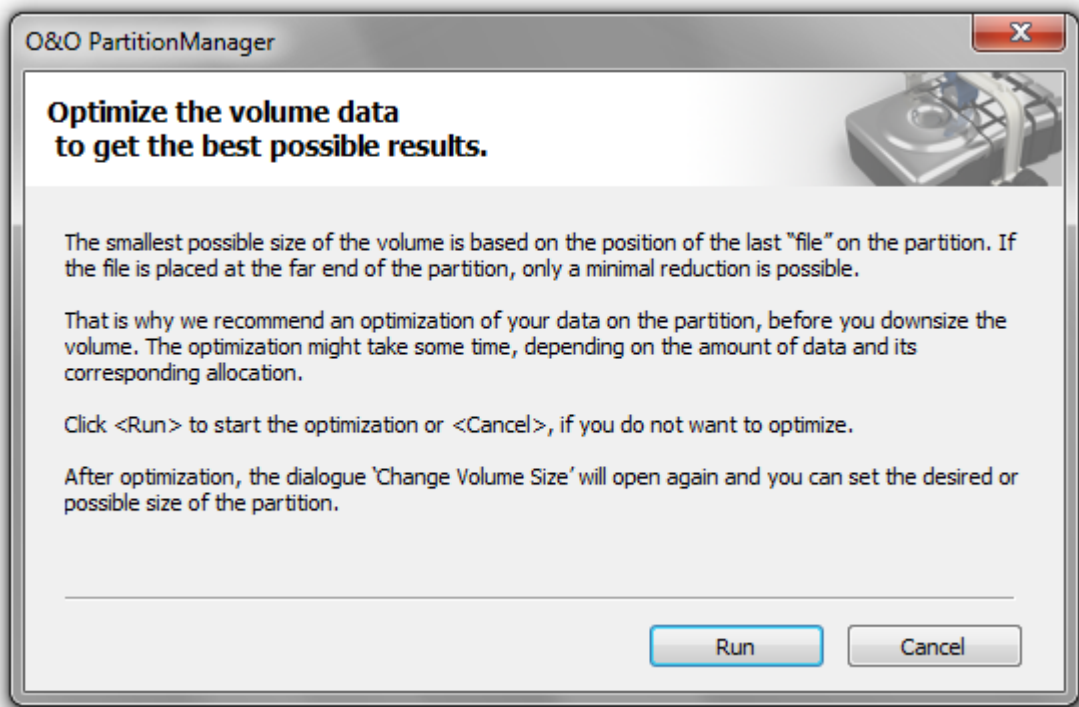 O&O PartitionManager
Optimize the volume data
to get the best possible results.
The smallest possible size of the volume is based on the position of the last “file” on the partition. If
the file is placed at the far end of the partition, only a minimal reduction is possible.
That is why we recommend an optimization of your data on the partition, before you downsize the
volume. The optimization might take some time, depending on the amount of data and its
corresponding allocation.
Click <Run> to start the optimization or <Cancel>, if you do not want to optimize.
After optimization, the dialogue ‘Change Volume Size’ will open again and you can set the desired or
possible size of the partition.
Run
Cancel